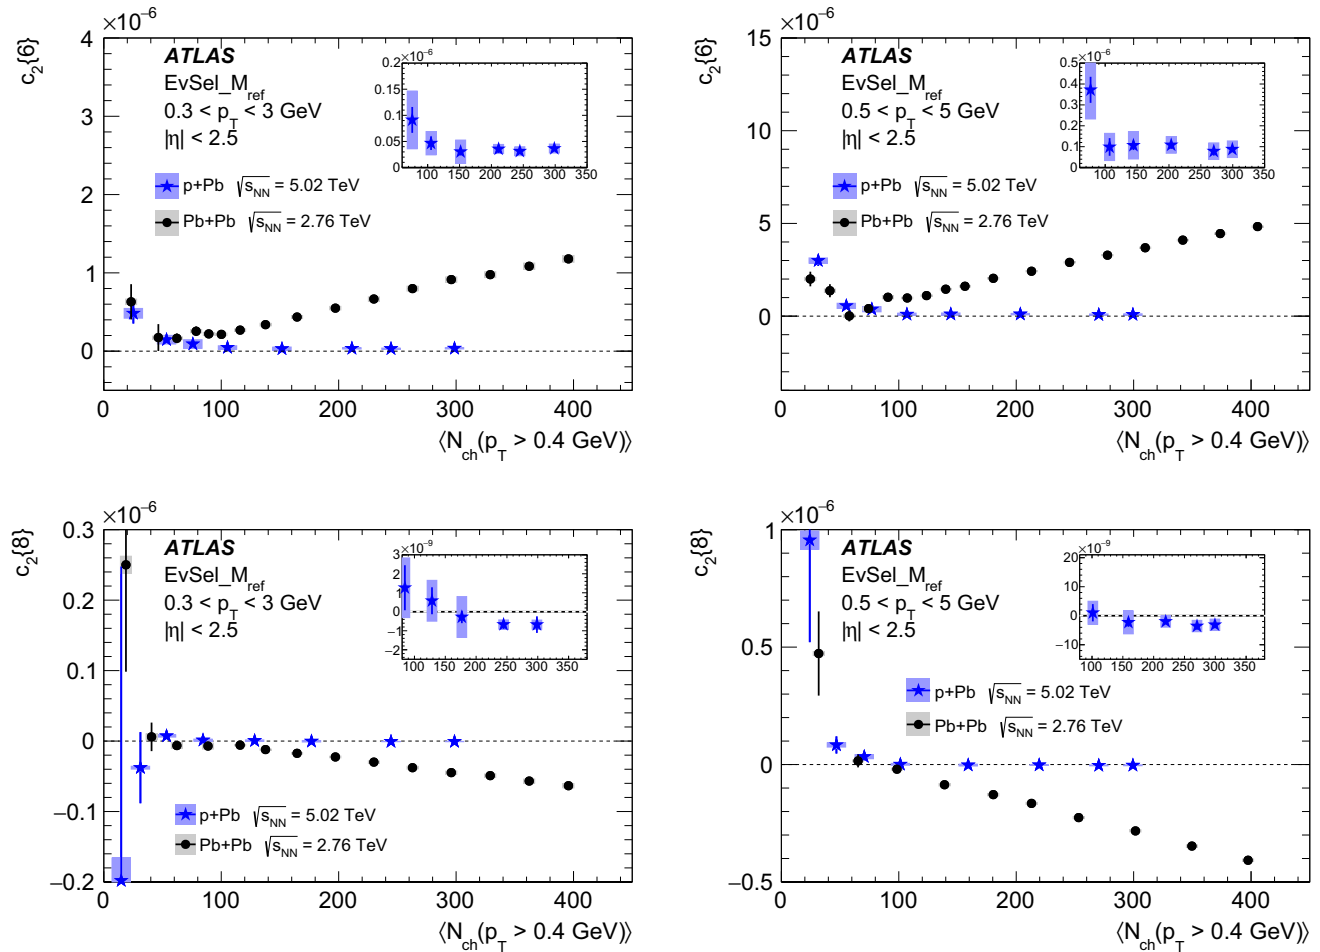 ×10⁻⁶
c₂{6}
ATLAS
EvSel_M_ref
0.3 < p_T < 3 GeV
|η| < 2.5
p+Pb √s_NN = 5.02 TeV
Pb+Pb √s_NN = 2.76 TeV
4
3
2
1
0
0 100 200 300 400
⟨N_ch(p_T > 0.4 GeV)⟩
×10⁻⁶
0.2
0.15
0.1
0.05
0
100 150 200 250 300 350
×10⁻⁶
c₂{6}
ATLAS
EvSel_M_ref
0.5 < p_T < 5 GeV
|η| < 2.5
p+Pb √s_NN = 5.02 TeV
Pb+Pb √s_NN = 2.76 TeV
15
10
5
0
0 100 200 300 400
⟨N_ch(p_T > 0.4 GeV)⟩
×10⁻⁶
0.5
0.4
0.3
0.2
0.1
0
100 150 200 250 300 350
×10⁻⁶
c₂{8}
ATLAS
EvSel_M_ref
0.3 < p_T < 3 GeV
|η| < 2.5
0.3
0.2
0.1
0
−0.1
−0.2
p+Pb √s_NN = 5.02 TeV
Pb+Pb √s_NN = 2.76 TeV
0 100 200 300 400
⟨N_ch(p_T > 0.4 GeV)⟩
×10⁻⁹
3
2
1
0
−1
−2
100 150 200 250 300 350
×10⁻⁶
c₂{8}
ATLAS
EvSel_M_ref
0.5 < p_T < 5 GeV
|η| < 2.5
1
0.5
0
−0.5
p+Pb √s_NN = 5.02 TeV
Pb+Pb √s_NN = 2.76 TeV
0 100 200 300 400
⟨N_ch(p_T > 0.4 GeV)⟩
×10⁻⁹
20
10
0
−10
100 150 200 250 300 350